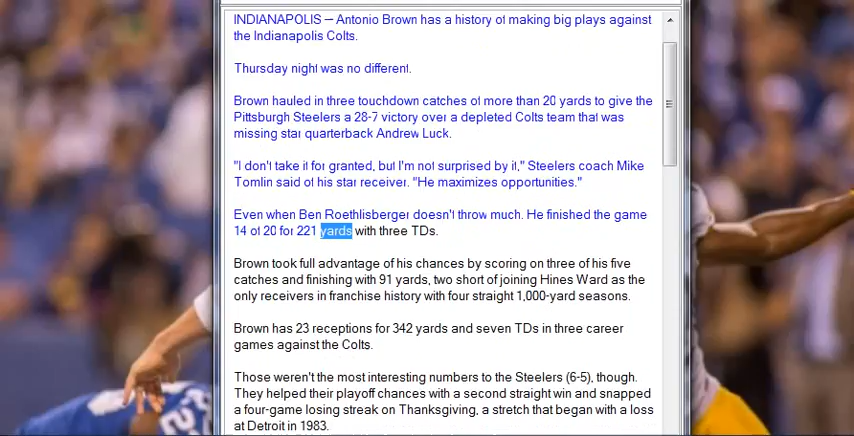 INDIANAPOLIS — Antonio Brown has a history of making big plays against
the Indianapolis Colts.
Thursday night was no different.
Brown hauled in three touchdown catches of more than 20 yards to give the
Pittsburgh Steelers a 28-7 victory over a depleted Colts team that was
missing star quarterback Andrew Luck.
"I don't take it for granted, but I'm not surprised by it," Steelers coach Mike
Tomlin said of his star receiver. "He maximizes opportunities."
Even when Ben Roethlisberger doesn't throw much. He finished the game
14 of 20 for 221 yards with three TDs.
Brown took full advantage of his chances by scoring on three of his five
catches and finishing with 91 yards, two short of joining Hines Ward as the
only receivers in franchise history with four straight 1,000-yard seasons.
Brown has 23 receptions for 342 yards and seven TDs in three career
games against the Colts.
Those weren't the most interesting numbers to the Steelers (6-5), though.
They helped their playoff chances with a second straight win and snapped
a four-game losing streak on Thanksgiving, a stretch that began with a loss
at Detroit in 1983.